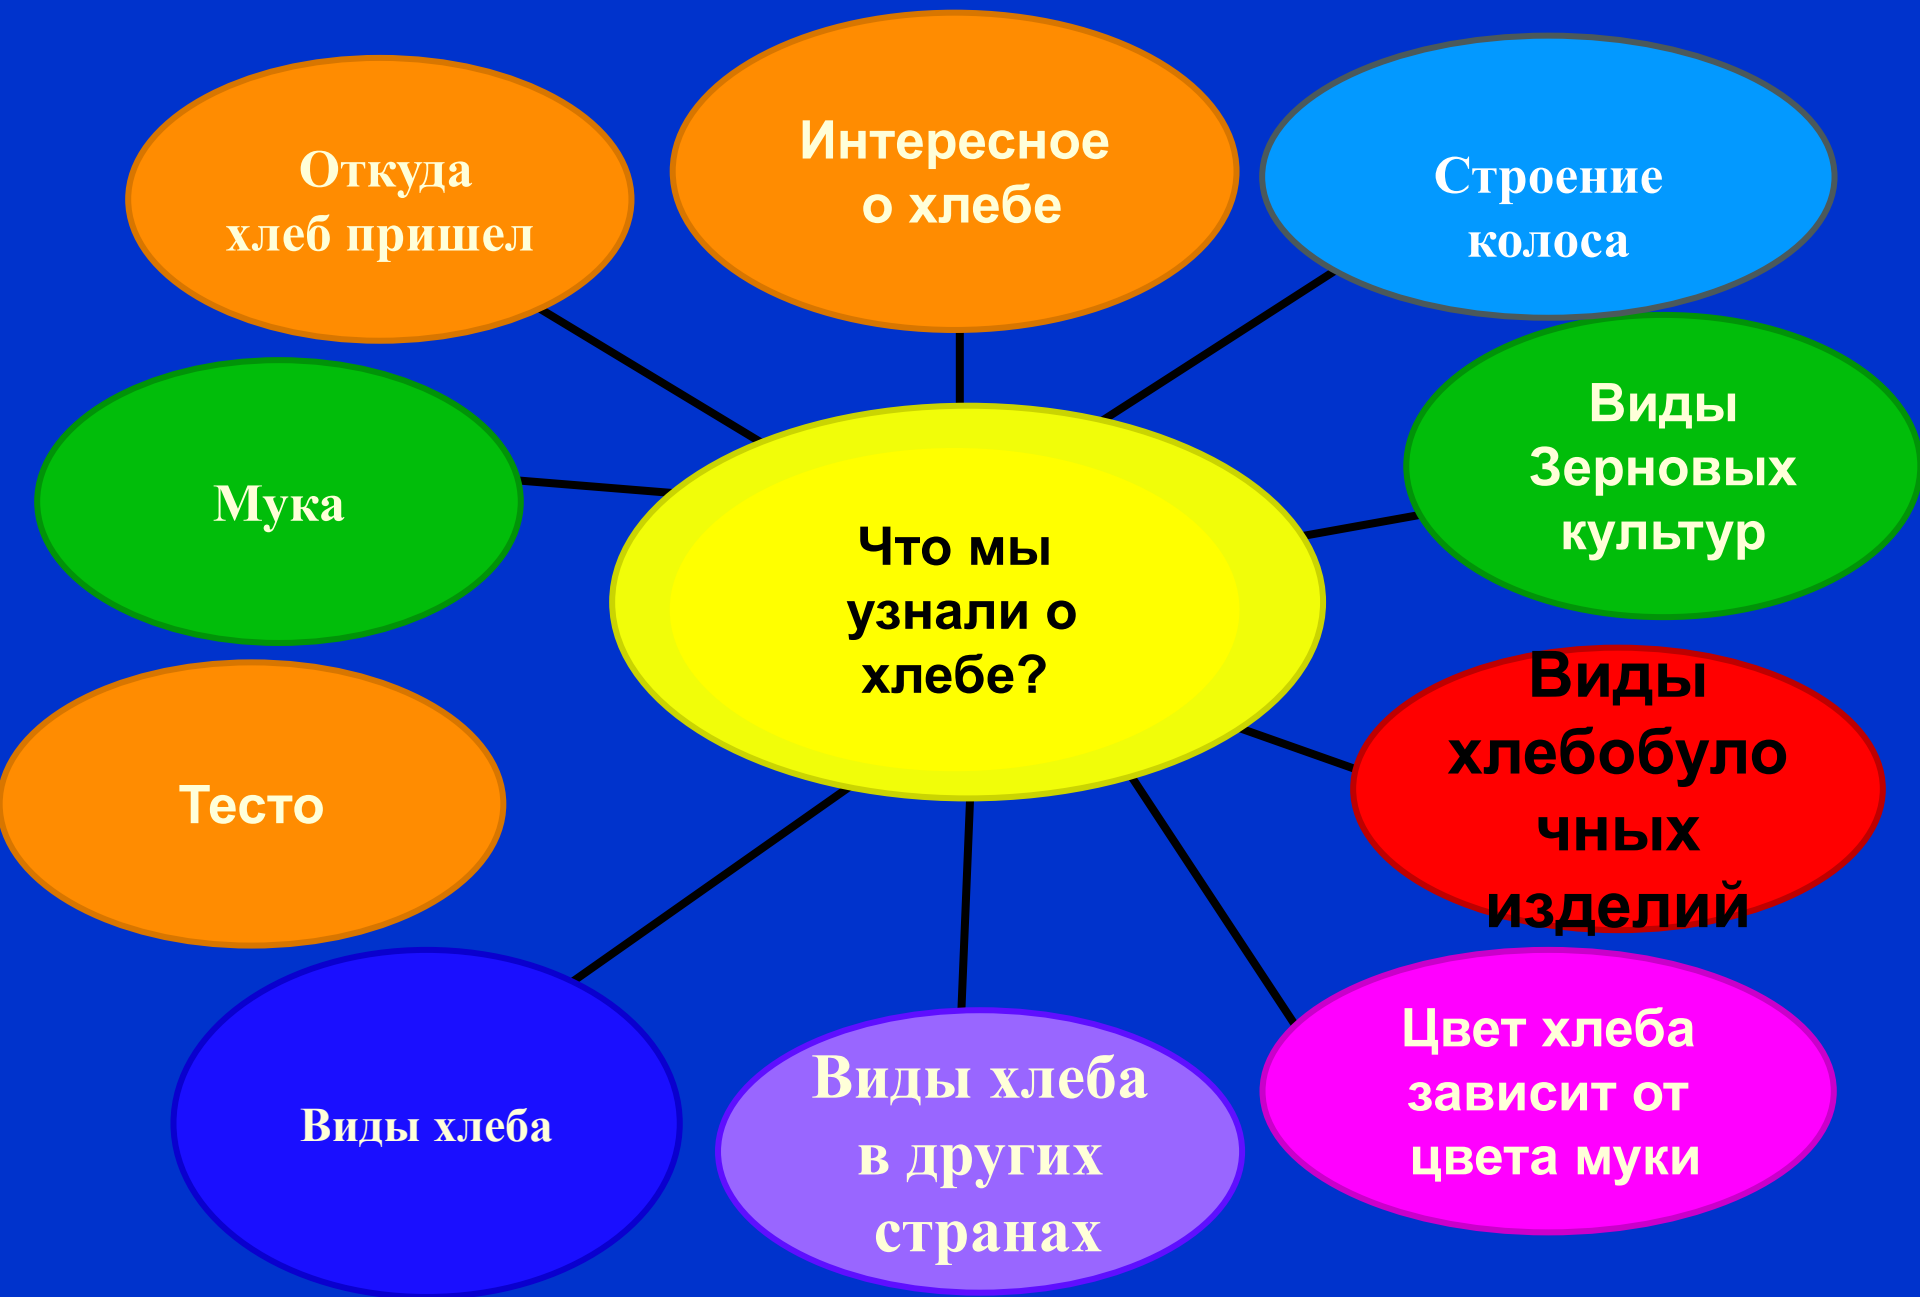 Откуда
хлеб пришел
Интересное
о хлебе
Строение
колоса
Мука
Виды
Зерновых
культур
Что мы
узнали о
хлебе?
Виды
хлебобуло
чных
изделий
Тесто
Виды хлеба
Виды хлеба
в других
странах
Цвет хлеба
зависит от
цвета муки